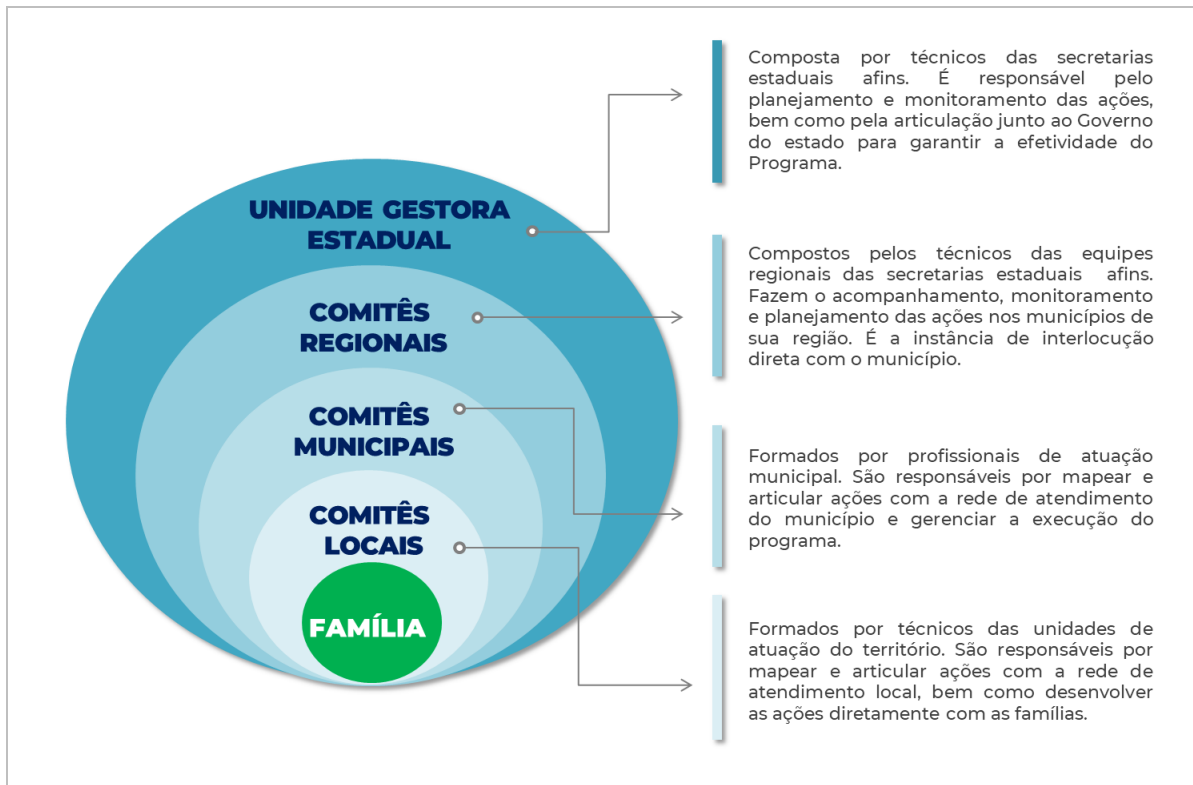 UNIDADE GESTORA
ESTADUAL
COMITÊS
REGIONAIS
COMITÊS
MUNICIPAIS
COMITÊS
LOCAIS
FAMÍLIA
Composta por técnicos das secretarias
estaduais afins. É responsável pelo
planejamento e monitoramento das ações,
bem como pela articulação junto ao Governo
do estado para garantir a efetividade do
Programa.
Compostos pelos técnicos das equipes
regionais das secretarias estaduais afins.
Fazem o acompanhamento, monitoramento
e planejamento das ações nos municípios de
sua região. É a instância de interlocução
direta com o município.
Formados por profissionais de atuação
municipal. São responsáveis por mapear e
articular ações com a rede de atendimento
do município e gerenciar a execução do
programa.
Formados por técnicos das unidades de
atuação do território. São responsáveis por
mapear e articular ações com a rede de
atendimento local, bem como desenvolver
as ações diretamente com as famílias.